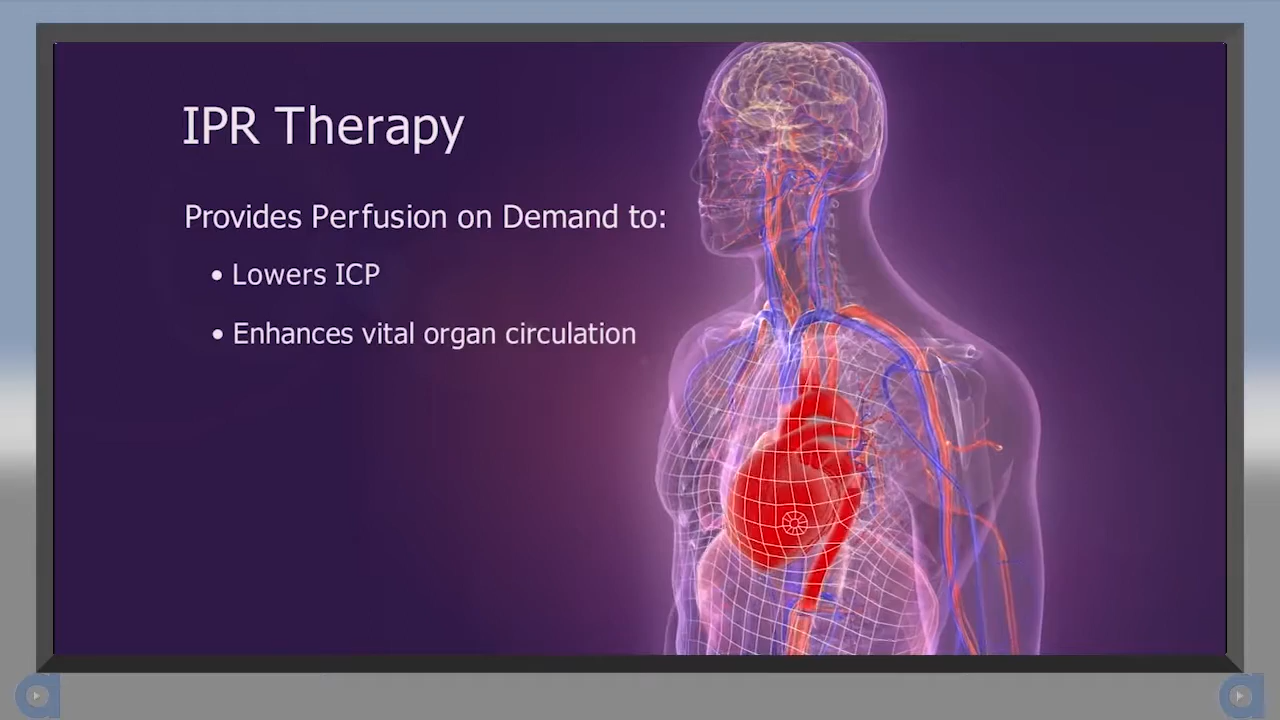 IPR Therapy
Provides Perfusion on Demand to:
• Lowers ICP
• Enhances vital organ circulation